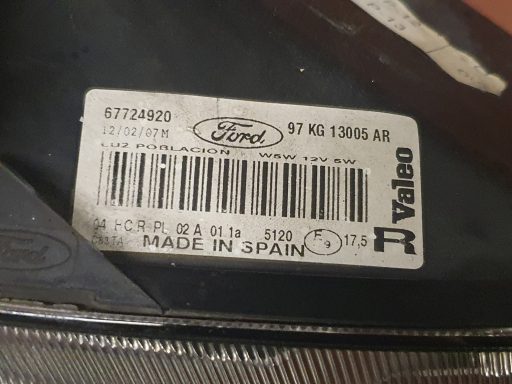 67724920
12/02/07M
Ford
97 KG 13005 AR
LUZ POBLACION W5W 12V 5W
04 HC R PL 02 A 01 1a 5120 E9 17,5
MADE IN SPAIN
Valeo
Ford